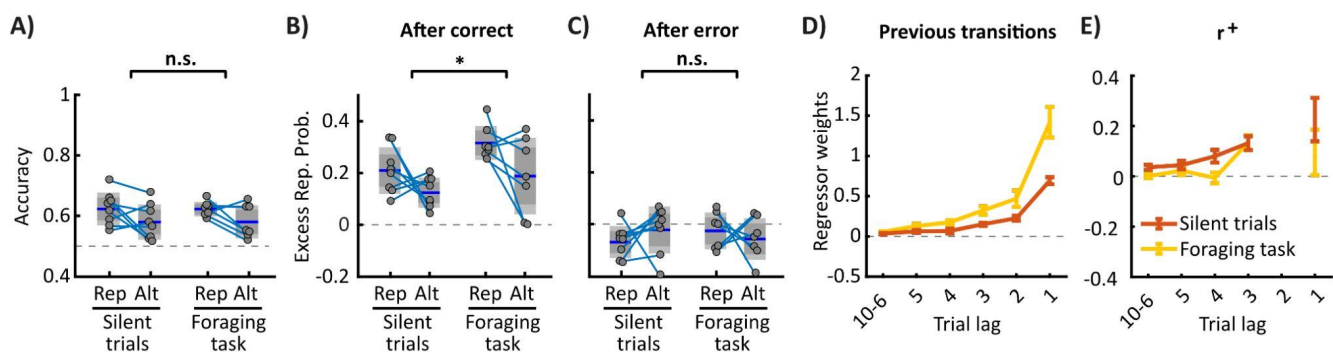 A)
n.s.
Accuracy
1
0.8
0.6
0.4
Rep Alt Rep Alt
Silent trials
Foraging task
B)
After correct
*
Excess Rep. Prob.
0.4
0.2
0
-0.2
Rep Alt Rep Alt
Silent trials
Foraging task
C)
After error
n.s.
Rep Alt Rep Alt
Silent trials
Foraging task
D)
Previous transitions
Regressor weights
2
1.5
1
0.5
0
-0.5
10-6 5 4 3 2 1
Trial lag
E)
r+
0.4
0.2
0
-0.2
-0.4
Silent trials
Foraging task
10-6 5 4 3 2 1
Trial lag